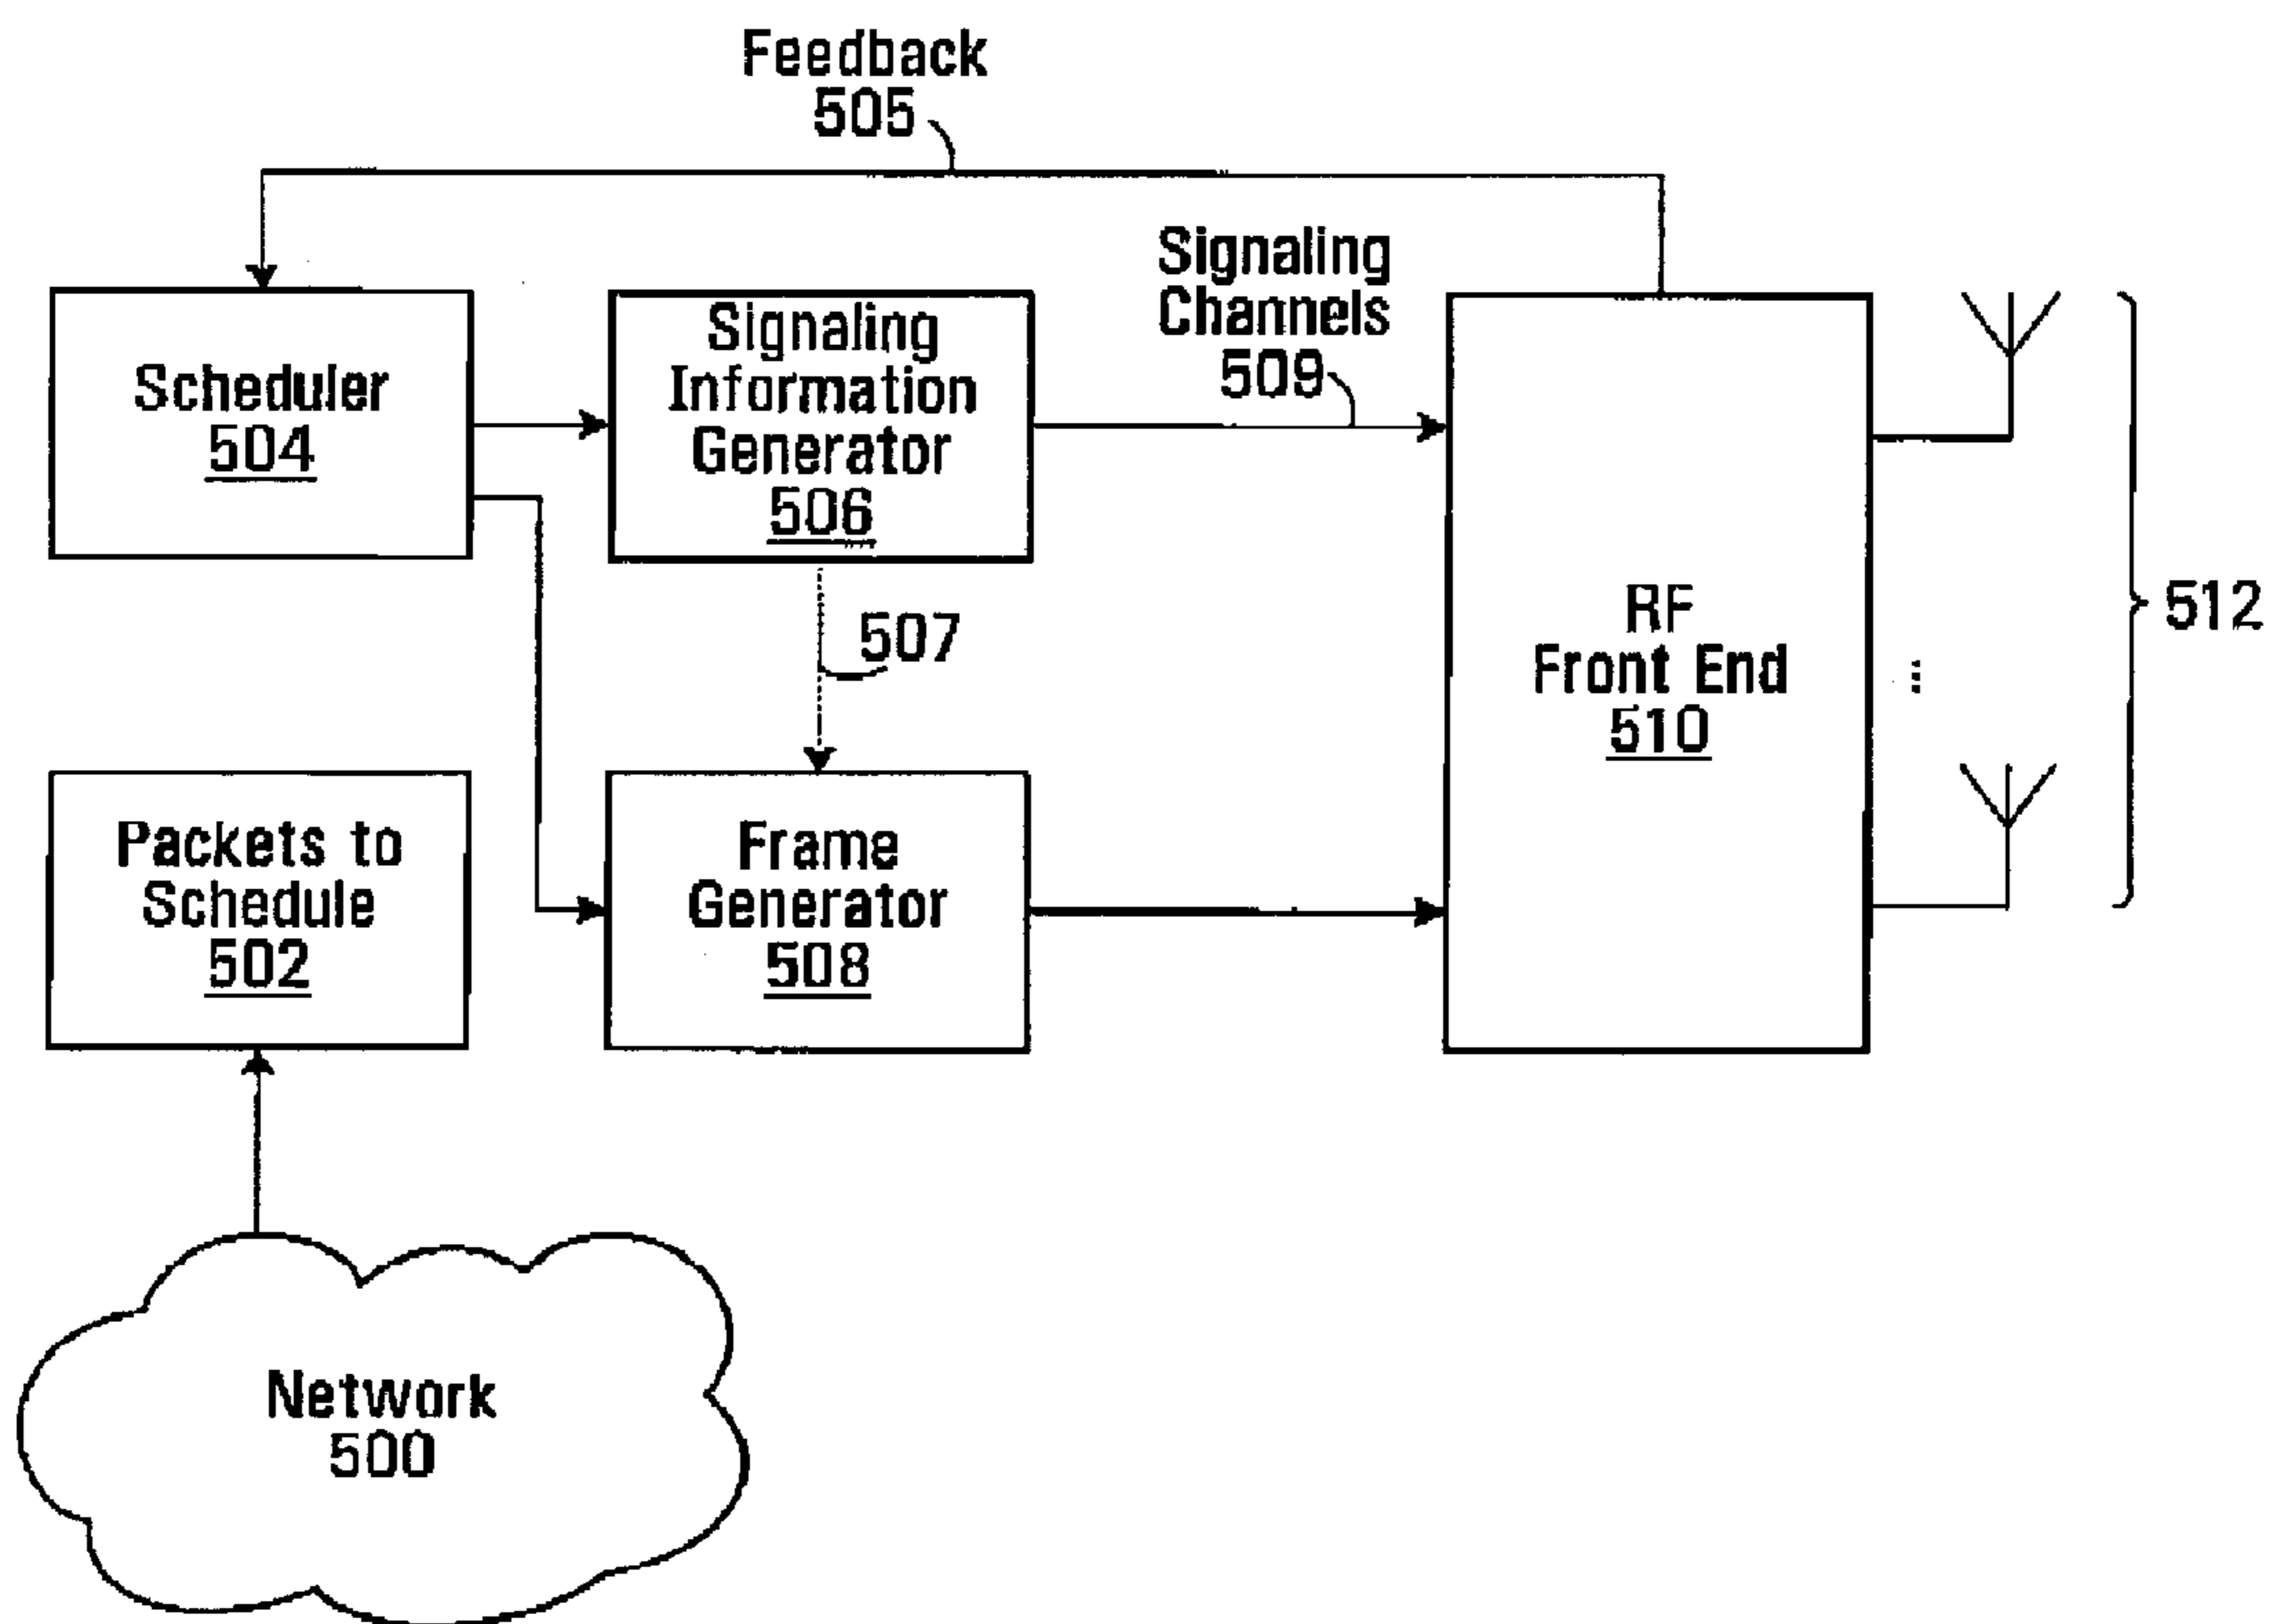 Feedback
505
Signaling
Channels
509
Scheduler
504
Signaling
Information
Generator
506
507
RF
Front End
510
512
Packets to
Schedule
502
Frame
Generator
508
Network
500